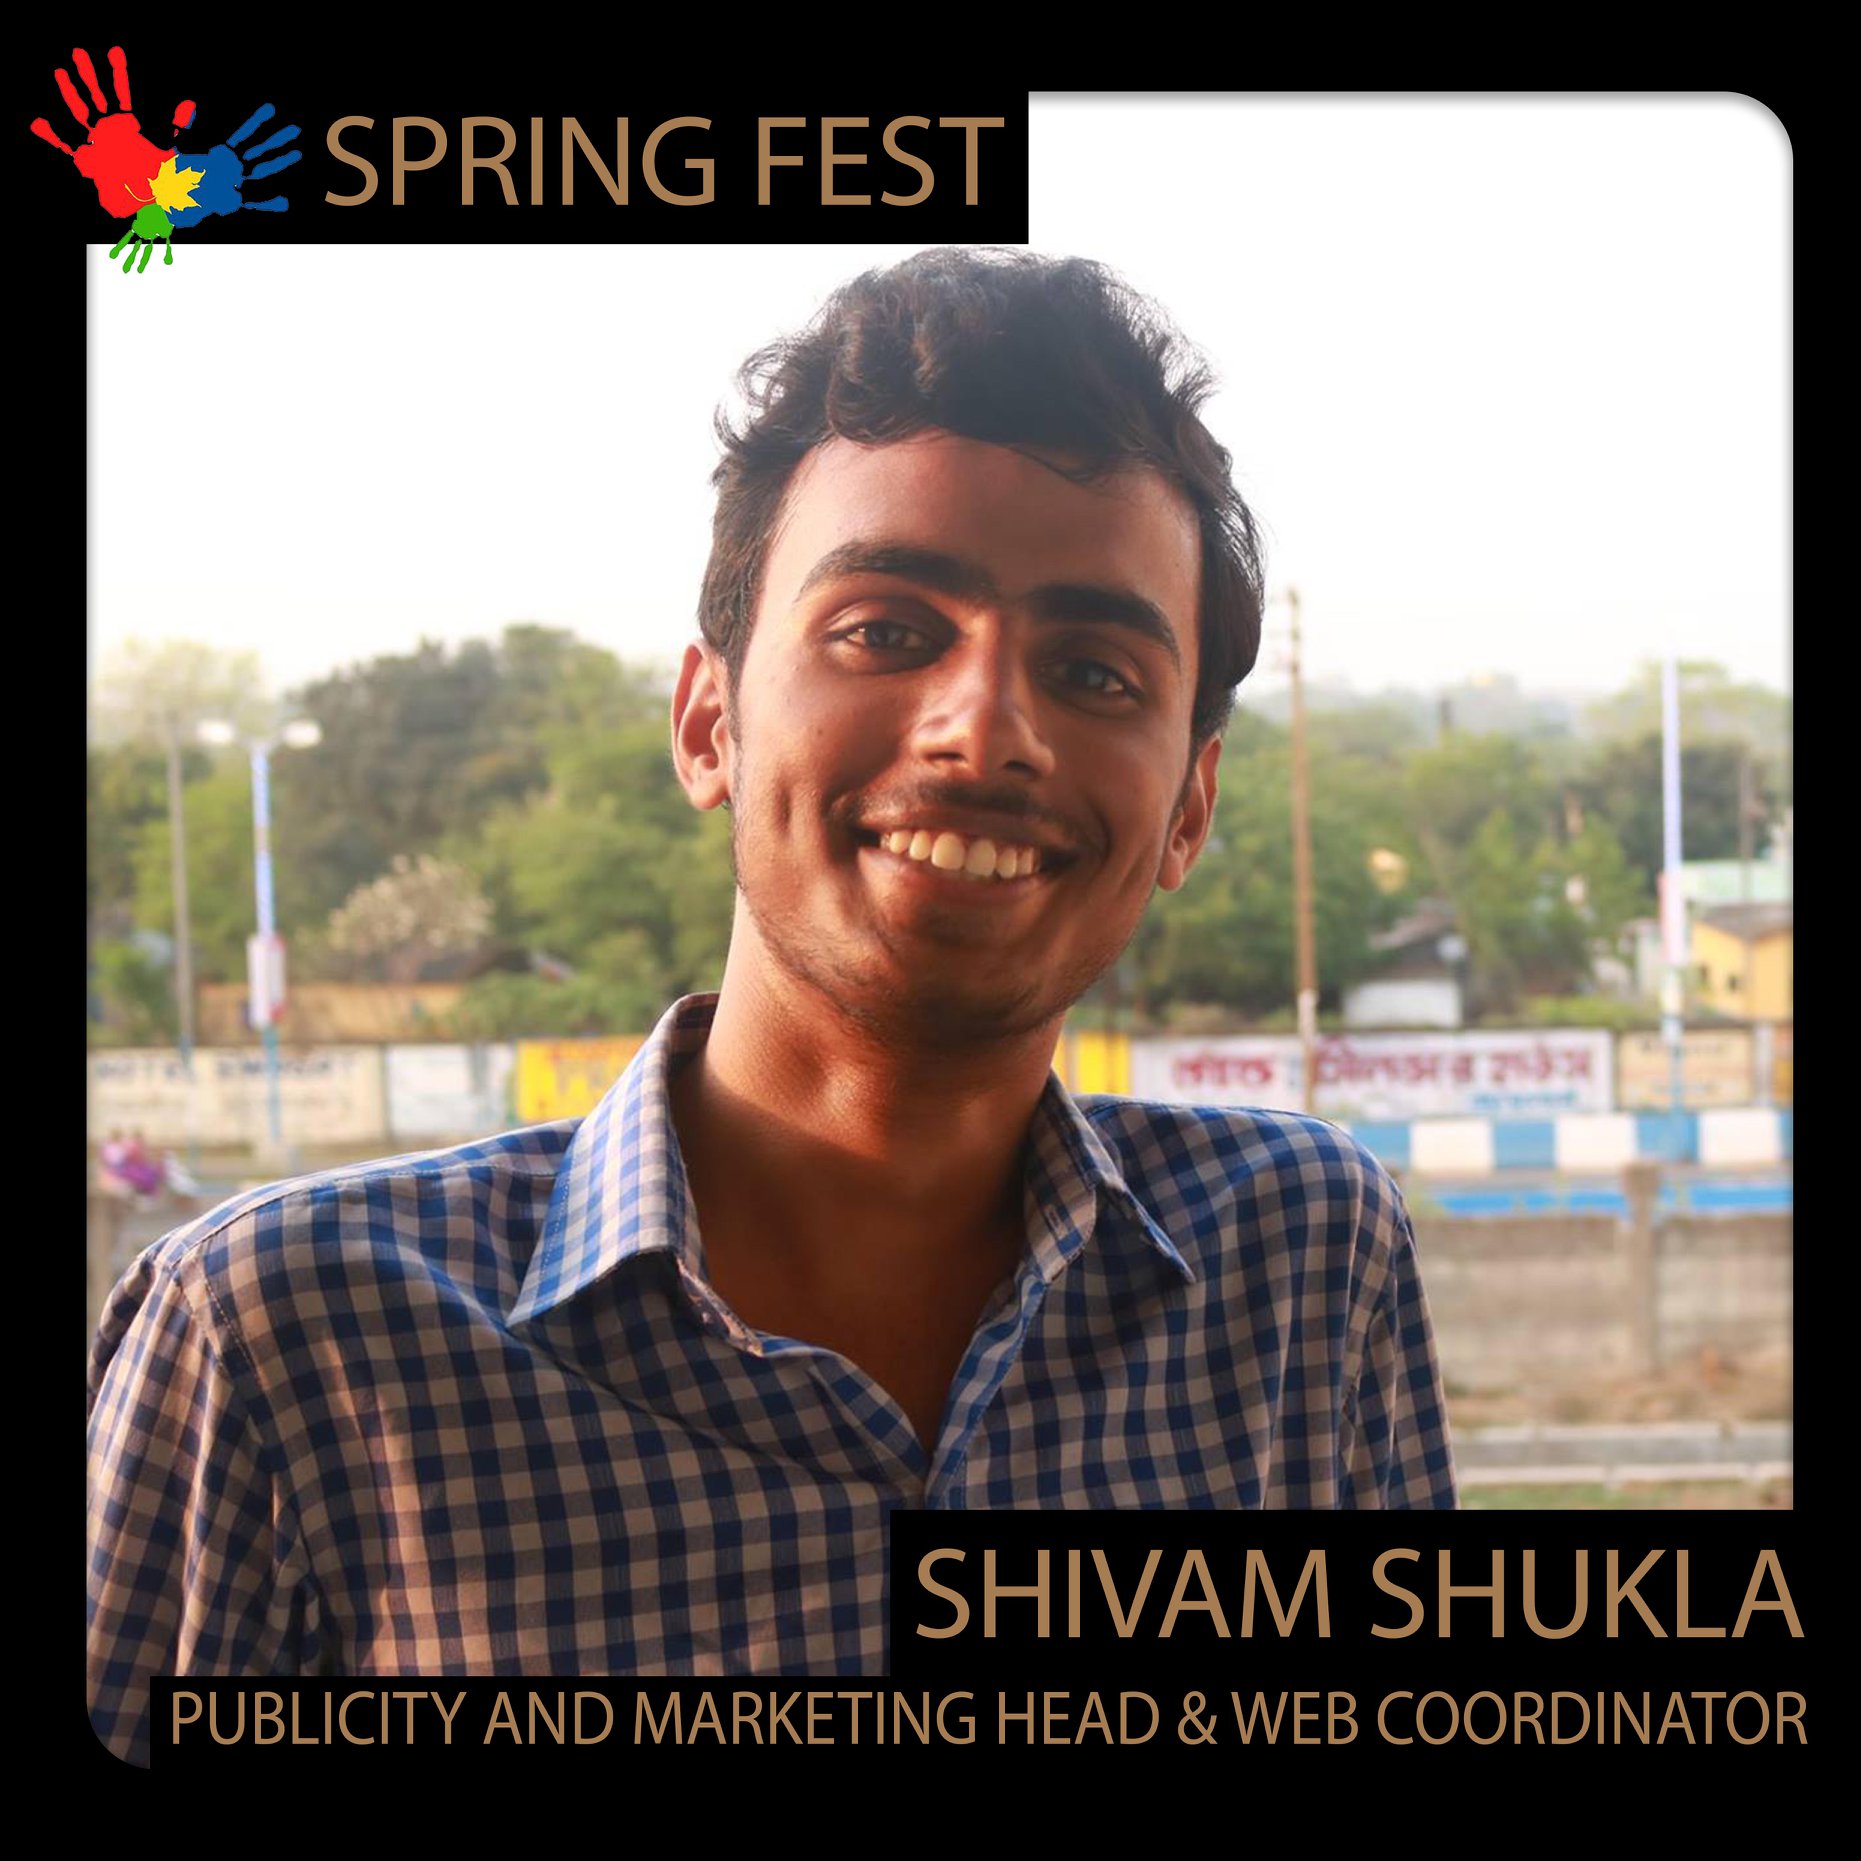 SPRING FEST
SHIVAM SHUKLA
PUBLICITY AND MARKETING HEAD & WEB COORDINATOR